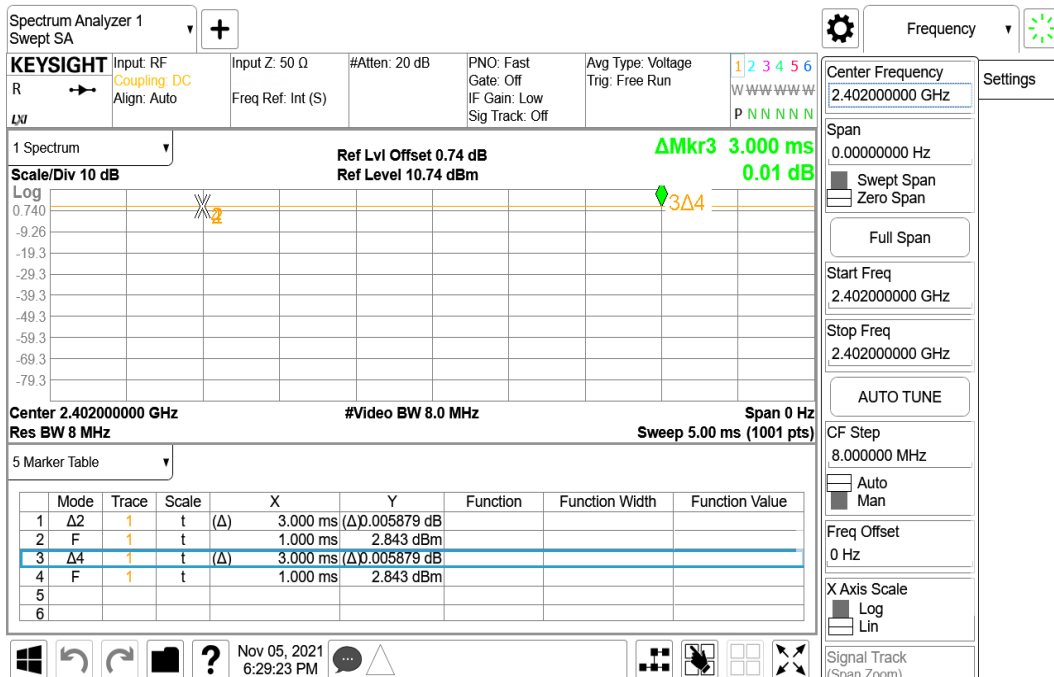 Spectrum Analyzer 1
Swept SA
Frequency
KEYSIGHT
R
LXI
Input: RF
Coupling: DC
Align: Auto
Input Z: 50 Ω
Freq Ref: Int (S)
#Atten: 20 dB
PNO: Fast
Gate: Off
IF Gain: Low
Sig Track: Off
Avg Type: Voltage
Trig: Free Run
1 2 3 4 5 6
W W W W W W
P N N N N N
1 Spectrum
Scale/Div 10 dB
Ref Lvl Offset 0.74 dB
Ref Level 10.74 dBm
ΔMkr3 3.000 ms
0.01 dB
Log
0.740
-9.26
-19.3
-29.3
-39.3
-49.3
-59.3
-69.3
-79.3
3Δ4
Center 2.402000000 GHz
#Video BW 8.0 MHz
Span 0 Hz
Res BW 8 MHz
Sweep 5.00 ms (1001 pts)
5 Marker Table
Mode Trace Scale X Y Function Function Width Function Value
1 Δ2 1 t (Δ) 3.000 ms (Δ)0.005879 dB
2 F 1 t 1.000 ms 2.843 dBm
3 Δ4 1 t (Δ) 3.000 ms (Δ)0.005879 dB
4 F 1 t 1.000 ms 2.843 dBm
5
6
?
Nov 05, 2021
6:29:23 PM
Center Frequency
2.402000000 GHz
Span
0.00000000 Hz
Swept Span
Zero Span
Full Span
Start Freq
2.402000000 GHz
Stop Freq
2.402000000 GHz
AUTO TUNE
CF Step
8.000000 MHz
Auto
Man
Freq Offset
0 Hz
X Axis Scale
Log
Lin
Signal Track
(Span Zoom)
Settings